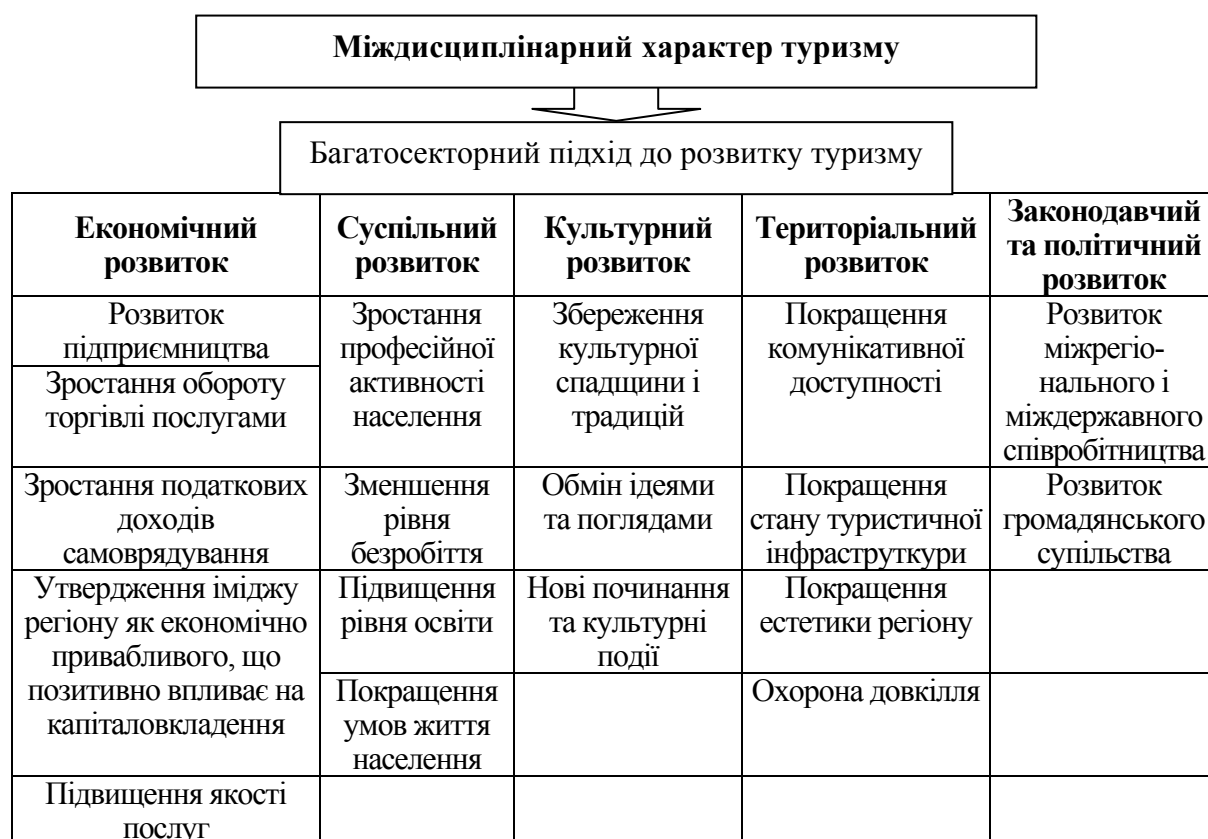 Міждисциплінарний характер туризму
Багатосекторний підхід до розвитку туризму
Економічний
розвиток
Суспільний
розвиток
Культурний
розвиток
Територіальний
розвиток
Законодавчий
та політичний
розвиток
Розвиток
підприємництва
Зростання обороту
торгівлі послугами
Зростання
професійної
активності
населення
Збереження
культурної
спадщини і
традицій
Покращення
комунікативної
доступності
Розвиток
міжрегіо-
нального і
міждержавного
співробітництва
Зростання податкових
доходів
самоврядування
Зменшення
рівня
безробіття
Обмін ідеями
та поглядами
Покращення
стану туристичної
інфраструткури
Розвиток
громадянського
супільства
Утвердження іміджу
регіону як економічно
привабливого, що
позитивно впливає на
капіталовкладення
Підвищення
рівня освіти
Нові починання
та культурні
події
Покращення
естетики регіону
Покращення
умов життя
населення
Охорона довкілля
Підвищення якості
послуг